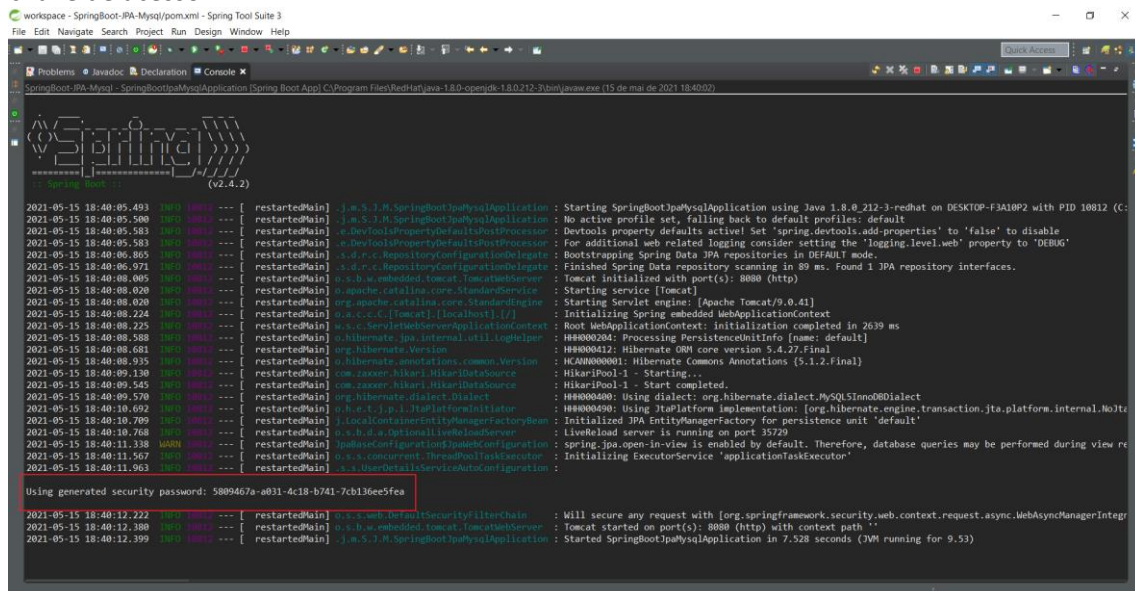 workspace - SpringBoot-JPA-Mysql/pom.xml - Spring Tool Suite 3
File Edit Navigate Search Project Run Design Window Help
Quick Access
Problems Javadoc Declaration Console
SpringBoot-JPA-Mysql - SpringBootJpaMysqlApplication [Spring Boot App] C:\Program Files\RedHat\java-1.8.0-openjdk-1.8.0.212-3\bin\javaw.exe (15 de mai de 2021 18:40:02)
:: Spring Boot :: (v2.4.2)
2021-05-15 18:40:05.493 INFO 10812 --- [ restartedMain] .j.m.S.J.M.SpringBootJpaMysqlApplication : Starting SpringBootJpaMysqlApplication using Java 1.8.0_212-3-redhat on DESKTOP-F3A10P2 with PID 10812 (C:
2021-05-15 18:40:05.500 INFO 10812 --- [ restartedMain] .j.m.S.J.M.SpringBootJpaMysqlApplication : No active profile set, falling back to default profiles: default
2021-05-15 18:40:05.583 INFO 10812 --- [ restartedMain] .e.DevToolsPropertyDefaultsPostProcessor : Devtools property defaults active! Set 'spring.devtools.add-properties' to 'false' to disable
2021-05-15 18:40:05.583 INFO 10812 --- [ restartedMain] .e.DevToolsPropertyDefaultsPostProcessor : For additional web related logging consider setting the 'logging.level.web' property to 'DEBUG'
2021-05-15 18:40:06.865 INFO 10812 --- [ restartedMain] .s.d.r.c.RepositoryConfigurationDelegate : Bootstrapping Spring Data JPA repositories in DEFAULT mode.
2021-05-15 18:40:06.971 INFO 10812 --- [ restartedMain] .s.d.r.c.RepositoryConfigurationDelegate : Finished Spring Data repository scanning in 89 ms. Found 1 JPA repository interfaces.
2021-05-15 18:40:08.005 INFO 10812 --- [ restartedMain] o.s.b.w.embedded.tomcat.TomcatWebServer : Tomcat initialized with port(s): 8080 (http)
2021-05-15 18:40:08.020 INFO 10812 --- [ restartedMain] o.apache.catalina.core.StandardService : Starting service [Tomcat]
2021-05-15 18:40:08.020 INFO 10812 --- [ restartedMain] org.apache.catalina.core.StandardEngine : Starting Servlet engine: [Apache Tomcat/9.0.41]
2021-05-15 18:40:08.224 INFO 10812 --- [ restartedMain] o.a.c.c.C.[Tomcat].[localhost].[/] : Initializing Spring embedded WebApplicationContext
2021-05-15 18:40:08.225 INFO 10812 --- [ restartedMain] w.s.c.ServletWebServerApplicationContext : Root WebApplicationContext: initialization completed in 2639 ms
2021-05-15 18:40:08.588 INFO 10812 --- [ restartedMain] o.hibernate.jpa.internal.util.LogHelper : HHH000204: Processing PersistenceUnitInfo [name: default]
2021-05-15 18:40:08.681 INFO 10812 --- [ restartedMain] org.hibernate.Version : HHH000412: Hibernate ORM core version 5.4.27.Final
2021-05-15 18:40:08.935 INFO 10812 --- [ restartedMain] o.hibernate.annotations.common.Version : HCANN000001: Hibernate Commons Annotations {5.1.2.Final}
2021-05-15 18:40:09.130 INFO 10812 --- [ restartedMain] com.zaxxer.hikari.HikariDataSource : HikariPool-1 - Starting...
2021-05-15 18:40:09.545 INFO 10812 --- [ restartedMain] com.zaxxer.hikari.HikariDataSource : HikariPool-1 - Start completed.
2021-05-15 18:40:09.570 INFO 10812 --- [ restartedMain] org.hibernate.dialect.Dialect : HHH000400: Using dialect: org.hibernate.dialect.MySQL5InnoDBDialect
2021-05-15 18:40:10.692 INFO 10812 --- [ restartedMain] o.h.e.t.j.p.i.JtaPlatformInitiator : HHH000490: Using JtaPlatform implementation: [org.hibernate.engine.transaction.jta.platform.internal.NoJta
2021-05-15 18:40:10.709 INFO 10812 --- [ restartedMain] j.LocalContainerEntityManagerFactoryBean : Initialized JPA EntityManagerFactory for persistence unit 'default'
2021-05-15 18:40:10.768 INFO 10812 --- [ restartedMain] o.s.b.d.a.OptionalLiveReloadServer : LiveReload server is running on port 35729
2021-05-15 18:40:11.338 WARN 10812 --- [ restartedMain] JpaBaseConfiguration$JpaWebConfiguration : spring.jpa.open-in-view is enabled by default. Therefore, database queries may be performed during view re
2021-05-15 18:40:11.567 INFO 10812 --- [ restartedMain] o.s.s.concurrent.ThreadPoolTaskExecutor : Initializing ExecutorService 'applicationTaskExecutor'
2021-05-15 18:40:11.963 INFO 10812 --- [ restartedMain] .s.s.UserDetailsServiceAutoConfiguration :
Using generated security password: 5809467a-a031-4c18-b741-7cb136ee5fea
2021-05-15 18:40:12.222 INFO 10812 --- [ restartedMain] o.s.s.web.DefaultSecurityFilterChain : Will secure any request with [org.springframework.security.web.context.request.async.WebAsyncManagerIntegr
2021-05-15 18:40:12.380 INFO 10812 --- [ restartedMain] o.s.b.w.embedded.tomcat.TomcatWebServer : Tomcat started on port(s): 8080 (http) with context path ''
2021-05-15 18:40:12.399 INFO 10812 --- [ restartedMain] .j.m.S.J.M.SpringBootJpaMysqlApplication : Started SpringBootJpaMysqlApplication in 7.528 seconds (JVM running for 9.53)